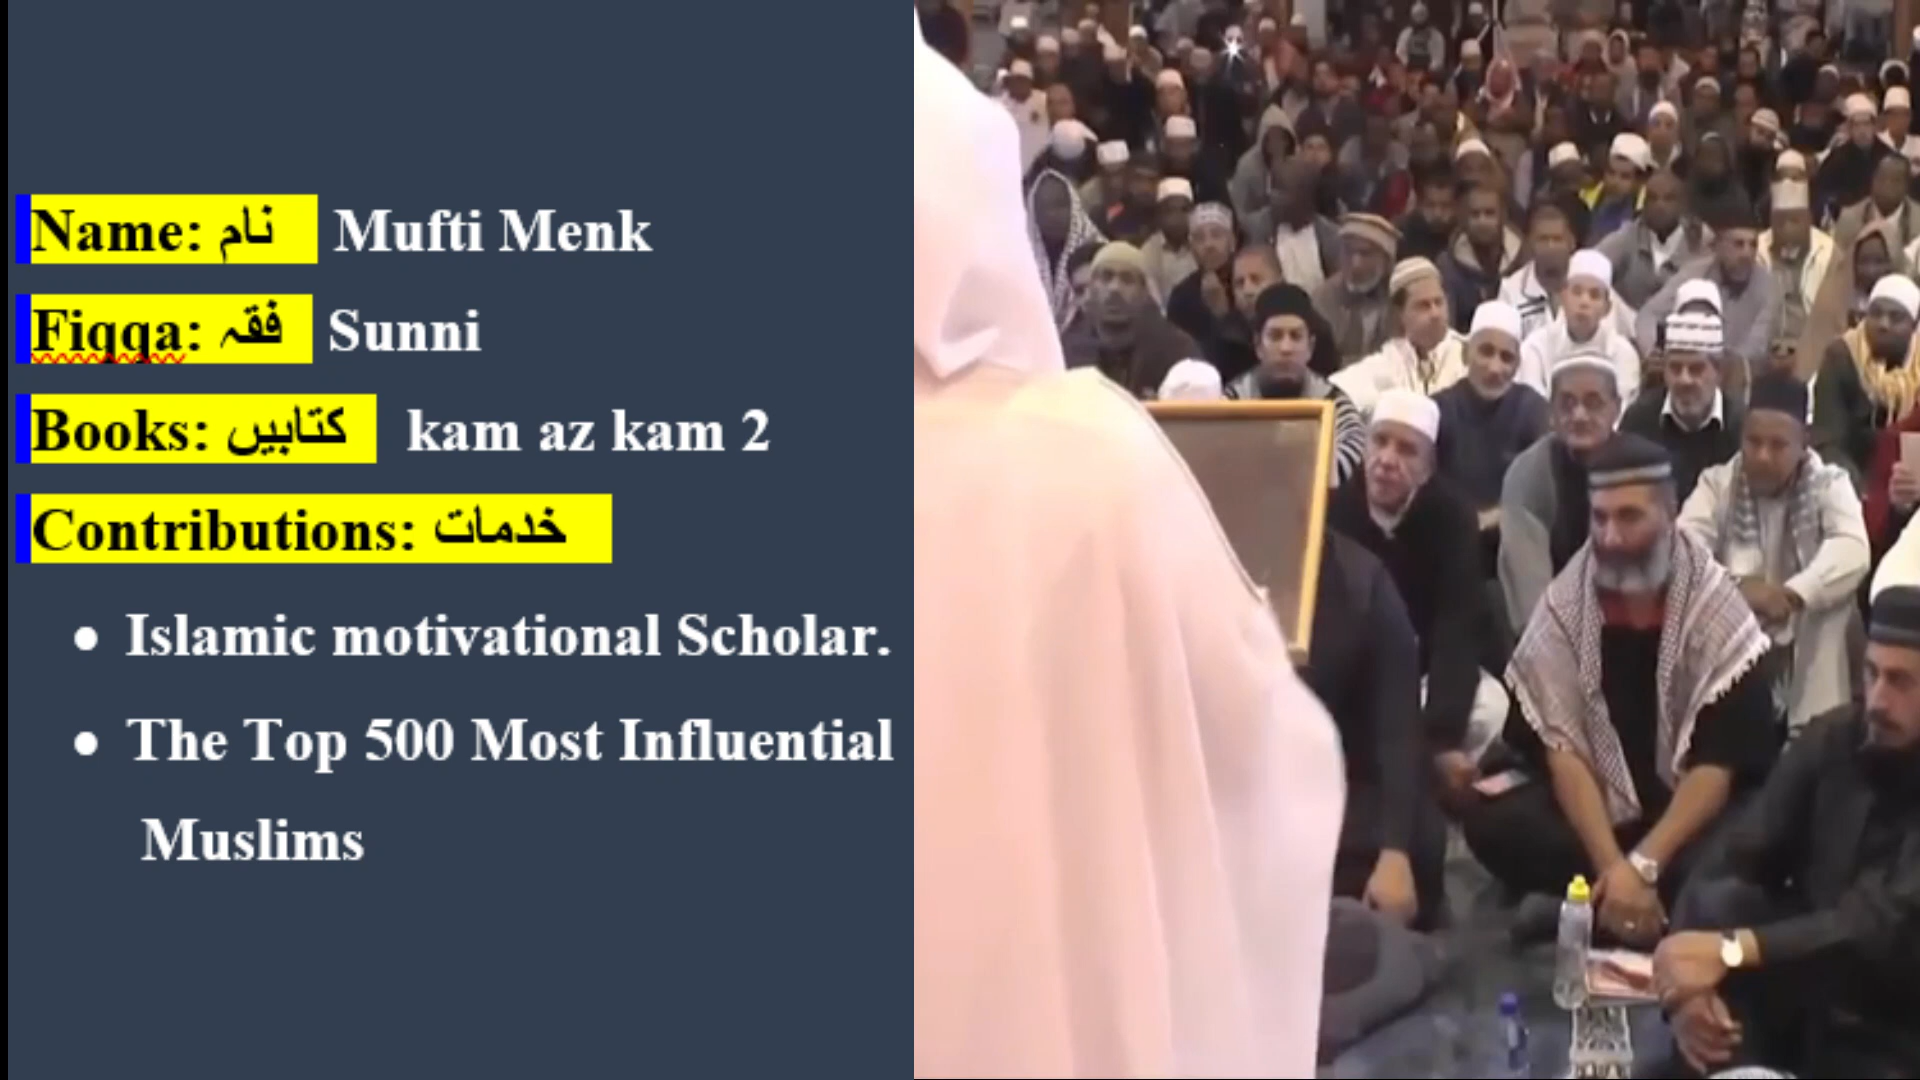 Name: نام Mufti Menk
Fiqqa: فقہ Sunni
Books: کتابیں kam az kam 2
Contributions: خدمات
• Islamic motivational Scholar.
• The Top 500 Most Influential
Muslims